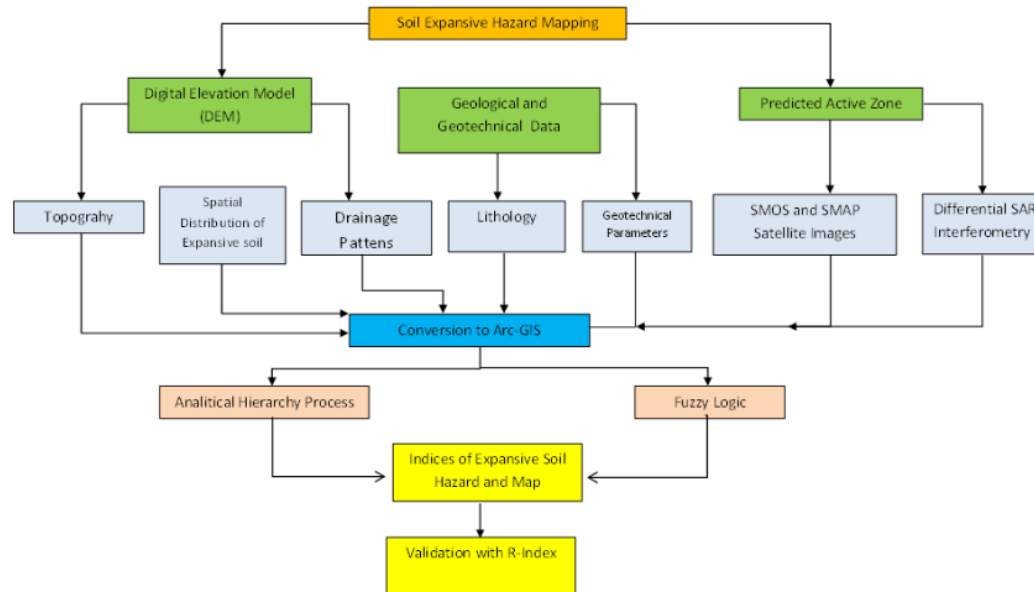 Soil Expansive Hazard Mapping
Digital Elevation Model
(DEM)
Geological and
Geotechnical Data
Predicted Active Zone
Topograhy
Spatial
Distribution of
Expansive soil
Drainage
Pattens
Lithology
Geotechnical
Parameters
SMOS and SMAP
Satellite Images
Differential SAR
Interferometry
Conversion to Arc-GIS
Analitical Hierarchy Process
Fuzzy Logic
Indices of Expansive Soil
Hazard and Map
Validation with R-Index